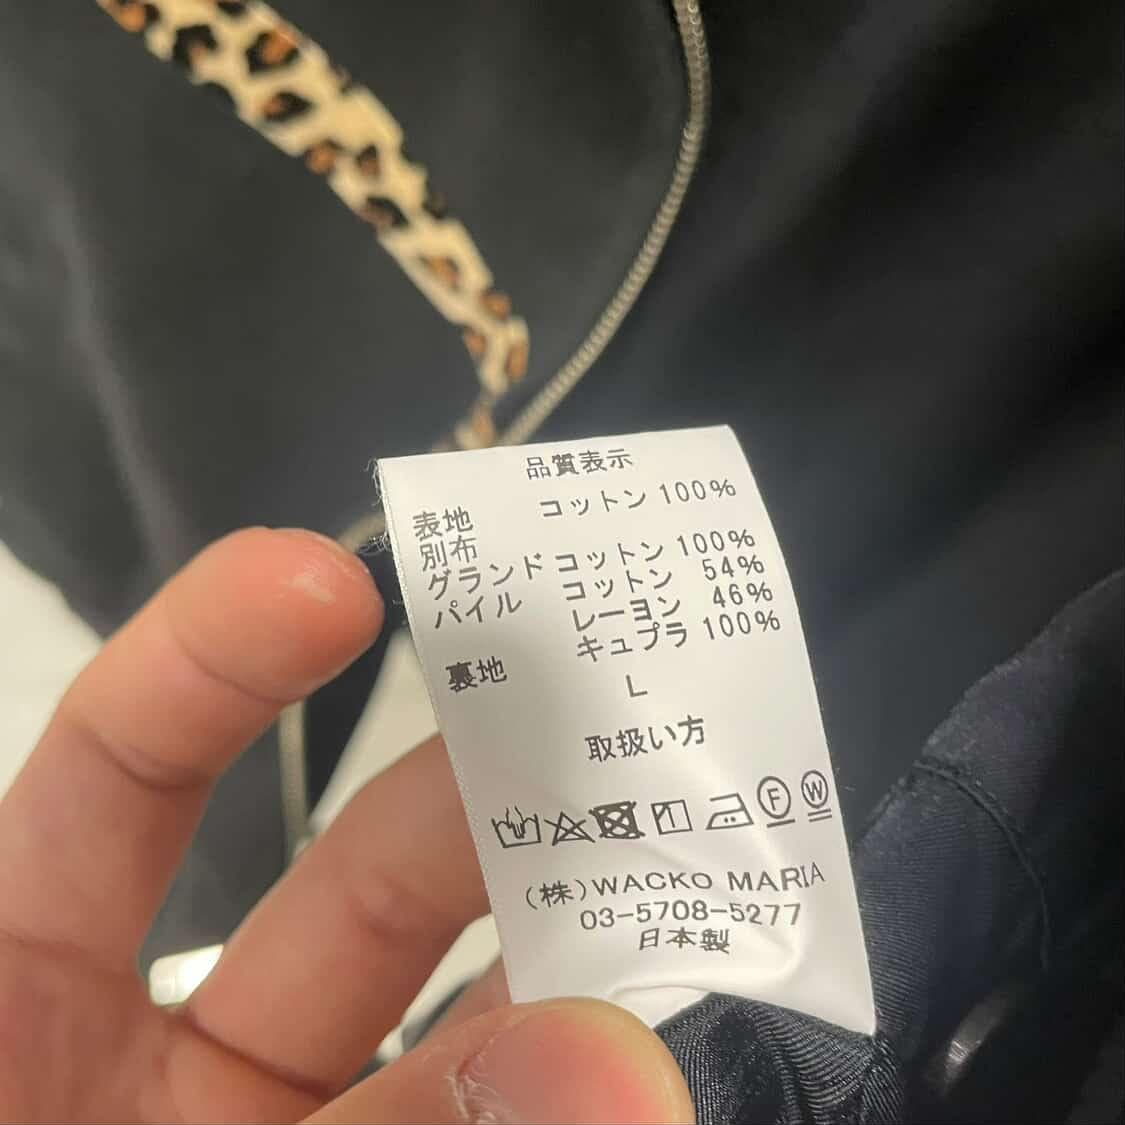 品質表示
表地 コットン 100%
別布
グランド コットン 100%
パイル コットン 54%
レーヨン 46%
裏地 キュプラ 100%
L
取扱い方
F W
(株)WACKO MARIA
03-5708-5277
日本製